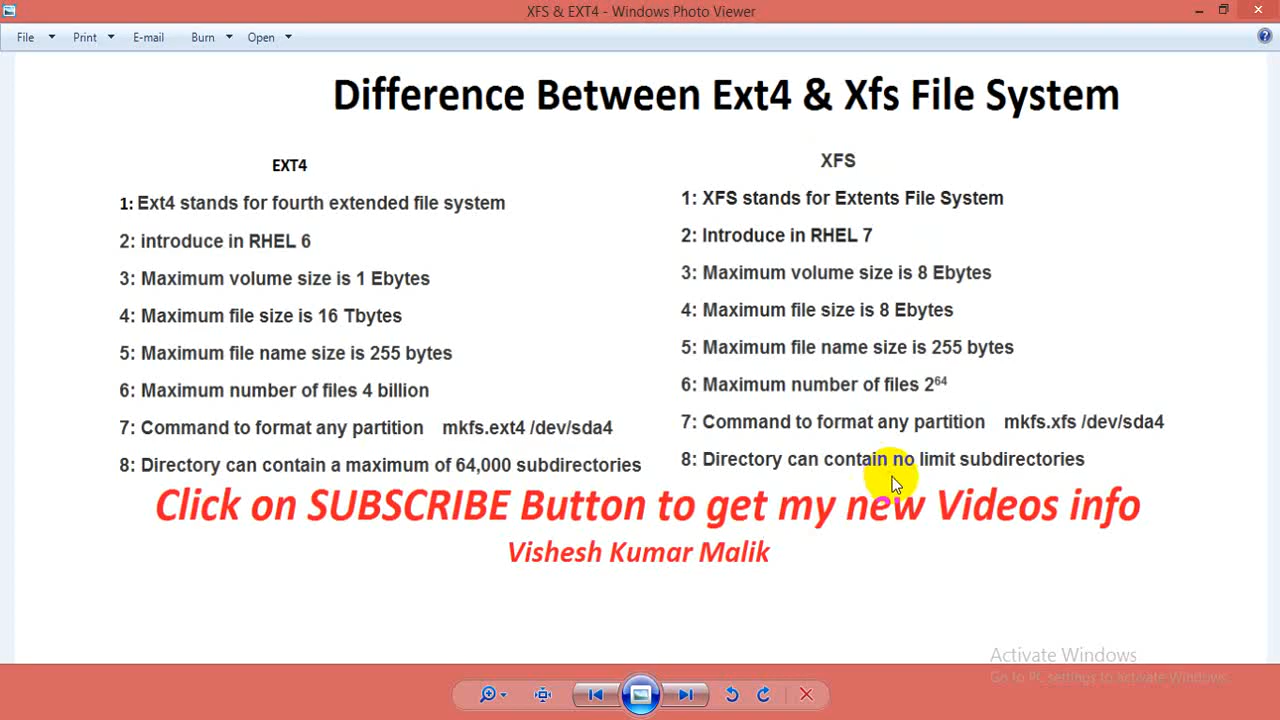 XFS & EXT4 - Windows Photo Viewer
File Print E-mail Burn Open
Difference Between Ext4 & Xfs File System
EXT4
1: Ext4 stands for fourth extended file system
2: introduce in RHEL 6
3: Maximum volume size is 1 Ebytes
4: Maximum file size is 16 Tbytes
5: Maximum file name size is 255 bytes
6: Maximum number of files 4 billion
7: Command to format any partition mkfs.ext4 /dev/sda4
8: Directory can contain a maximum of 64,000 subdirectories
XFS
1: XFS stands for Extents File System
2: Introduce in RHEL 7
3: Maximum volume size is 8 Ebytes
4: Maximum file size is 8 Ebytes
5: Maximum file name size is 255 bytes
6: Maximum number of files 2⁶⁴
7: Command to format any partition mkfs.xfs /dev/sda4
8: Directory can contain no limit subdirectories
Click on SUBSCRIBE Button to get my new Videos info
Vishesh Kumar Malik
Activate Windows
Go to PC settings to activate Windows.